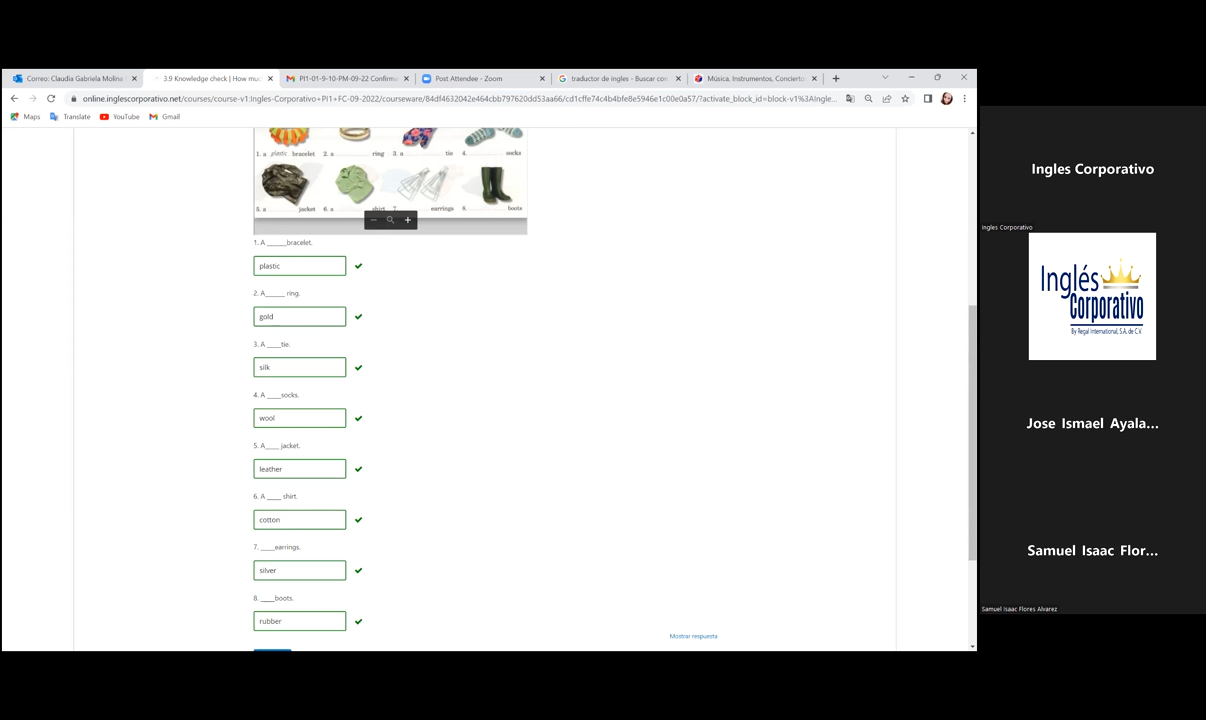 Correo: Claudia Gabriela Molina
3.9 Knowledge check | How muc
PI1-01-9-10-PM-09-22 Confirma
Post Attendee - Zoom
traductor de ingles - Buscar con
Música. Instrumentos, Concierto
online.inglescorporativo.net/courses/course-v1:Ingles-Corporativo+PI1+FC-09-2022/courseware/84df4632042e464cbb797620dd53aa66/cd1cffe74c4b4bfe8e5946e1c00e0a57/?activate_block_id=block-v1%3AIngle...
Maps
Translate
YouTube
Gmail
1. a plastic bracelet 2. a ring 3. a tie 4. socks
5. a jacket 6. a shirt 7. earrings 8. boots
1. A ______bracelet.
plastic
2. A______ ring.
gold
3. A ____tie.
silk
4. A ____socks.
wool
5. A____ jacket.
leather
6. A ____ shirt.
cotton
7. ____earrings.
silver
8. ____boots.
rubber
Mostrar respuesta
Ingles Corporativo
Ingles Corporativo
Inglés
Corporativo
By Regal International, S.A. de C.V.
Jose Ismael Ayala...
Samuel Isaac Flor...
Samuel Isaac Flores Alvarez